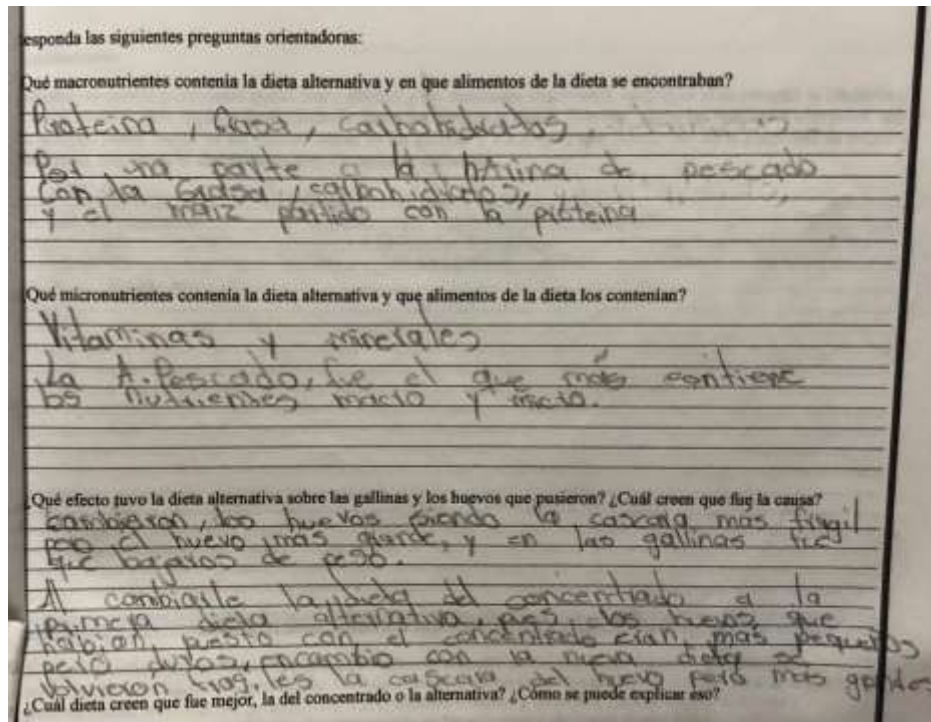 esponda las siguientes preguntas orientadoras:
Qué macronutrientes contenía la dieta alternativa y en que alimentos de la dieta se encontraban?
Proteina, Grasa, carbohidratos
Por una parte a la harina de pescado
Con la Grasa, carbohidratos,
y el maiz partido con la proteina
Qué micronutrientes contenía la dieta alternativa y que alimentos de la dieta los contenían?
Vitaminas y minerales
La A. Pescado, fue el que más contiene
los nutrientes macro y micro.
Qué efecto tuvo la dieta alternativa sobre las gallinas y los huevos que pusieron? ¿Cuál creen que fue la causa?
cambiaron, los huevos siendo la cascara mas fragil
pero el huevo mas grande, y en las gallinas fue
que bajaron de peso.
Al cambiarle la dieta del concentrado a la
primera dieta alternativa, pues, los huevos que
habian puesto con el concentrado eran mas pequeños
pero duros, encambio con la nueva dieta se
volvieron fragiles la cascara del huevo pero mas grandes
¿Cuál dieta creen que fue mejor, la del concentrado o la alternativa? ¿Cómo se puede explicar eso?